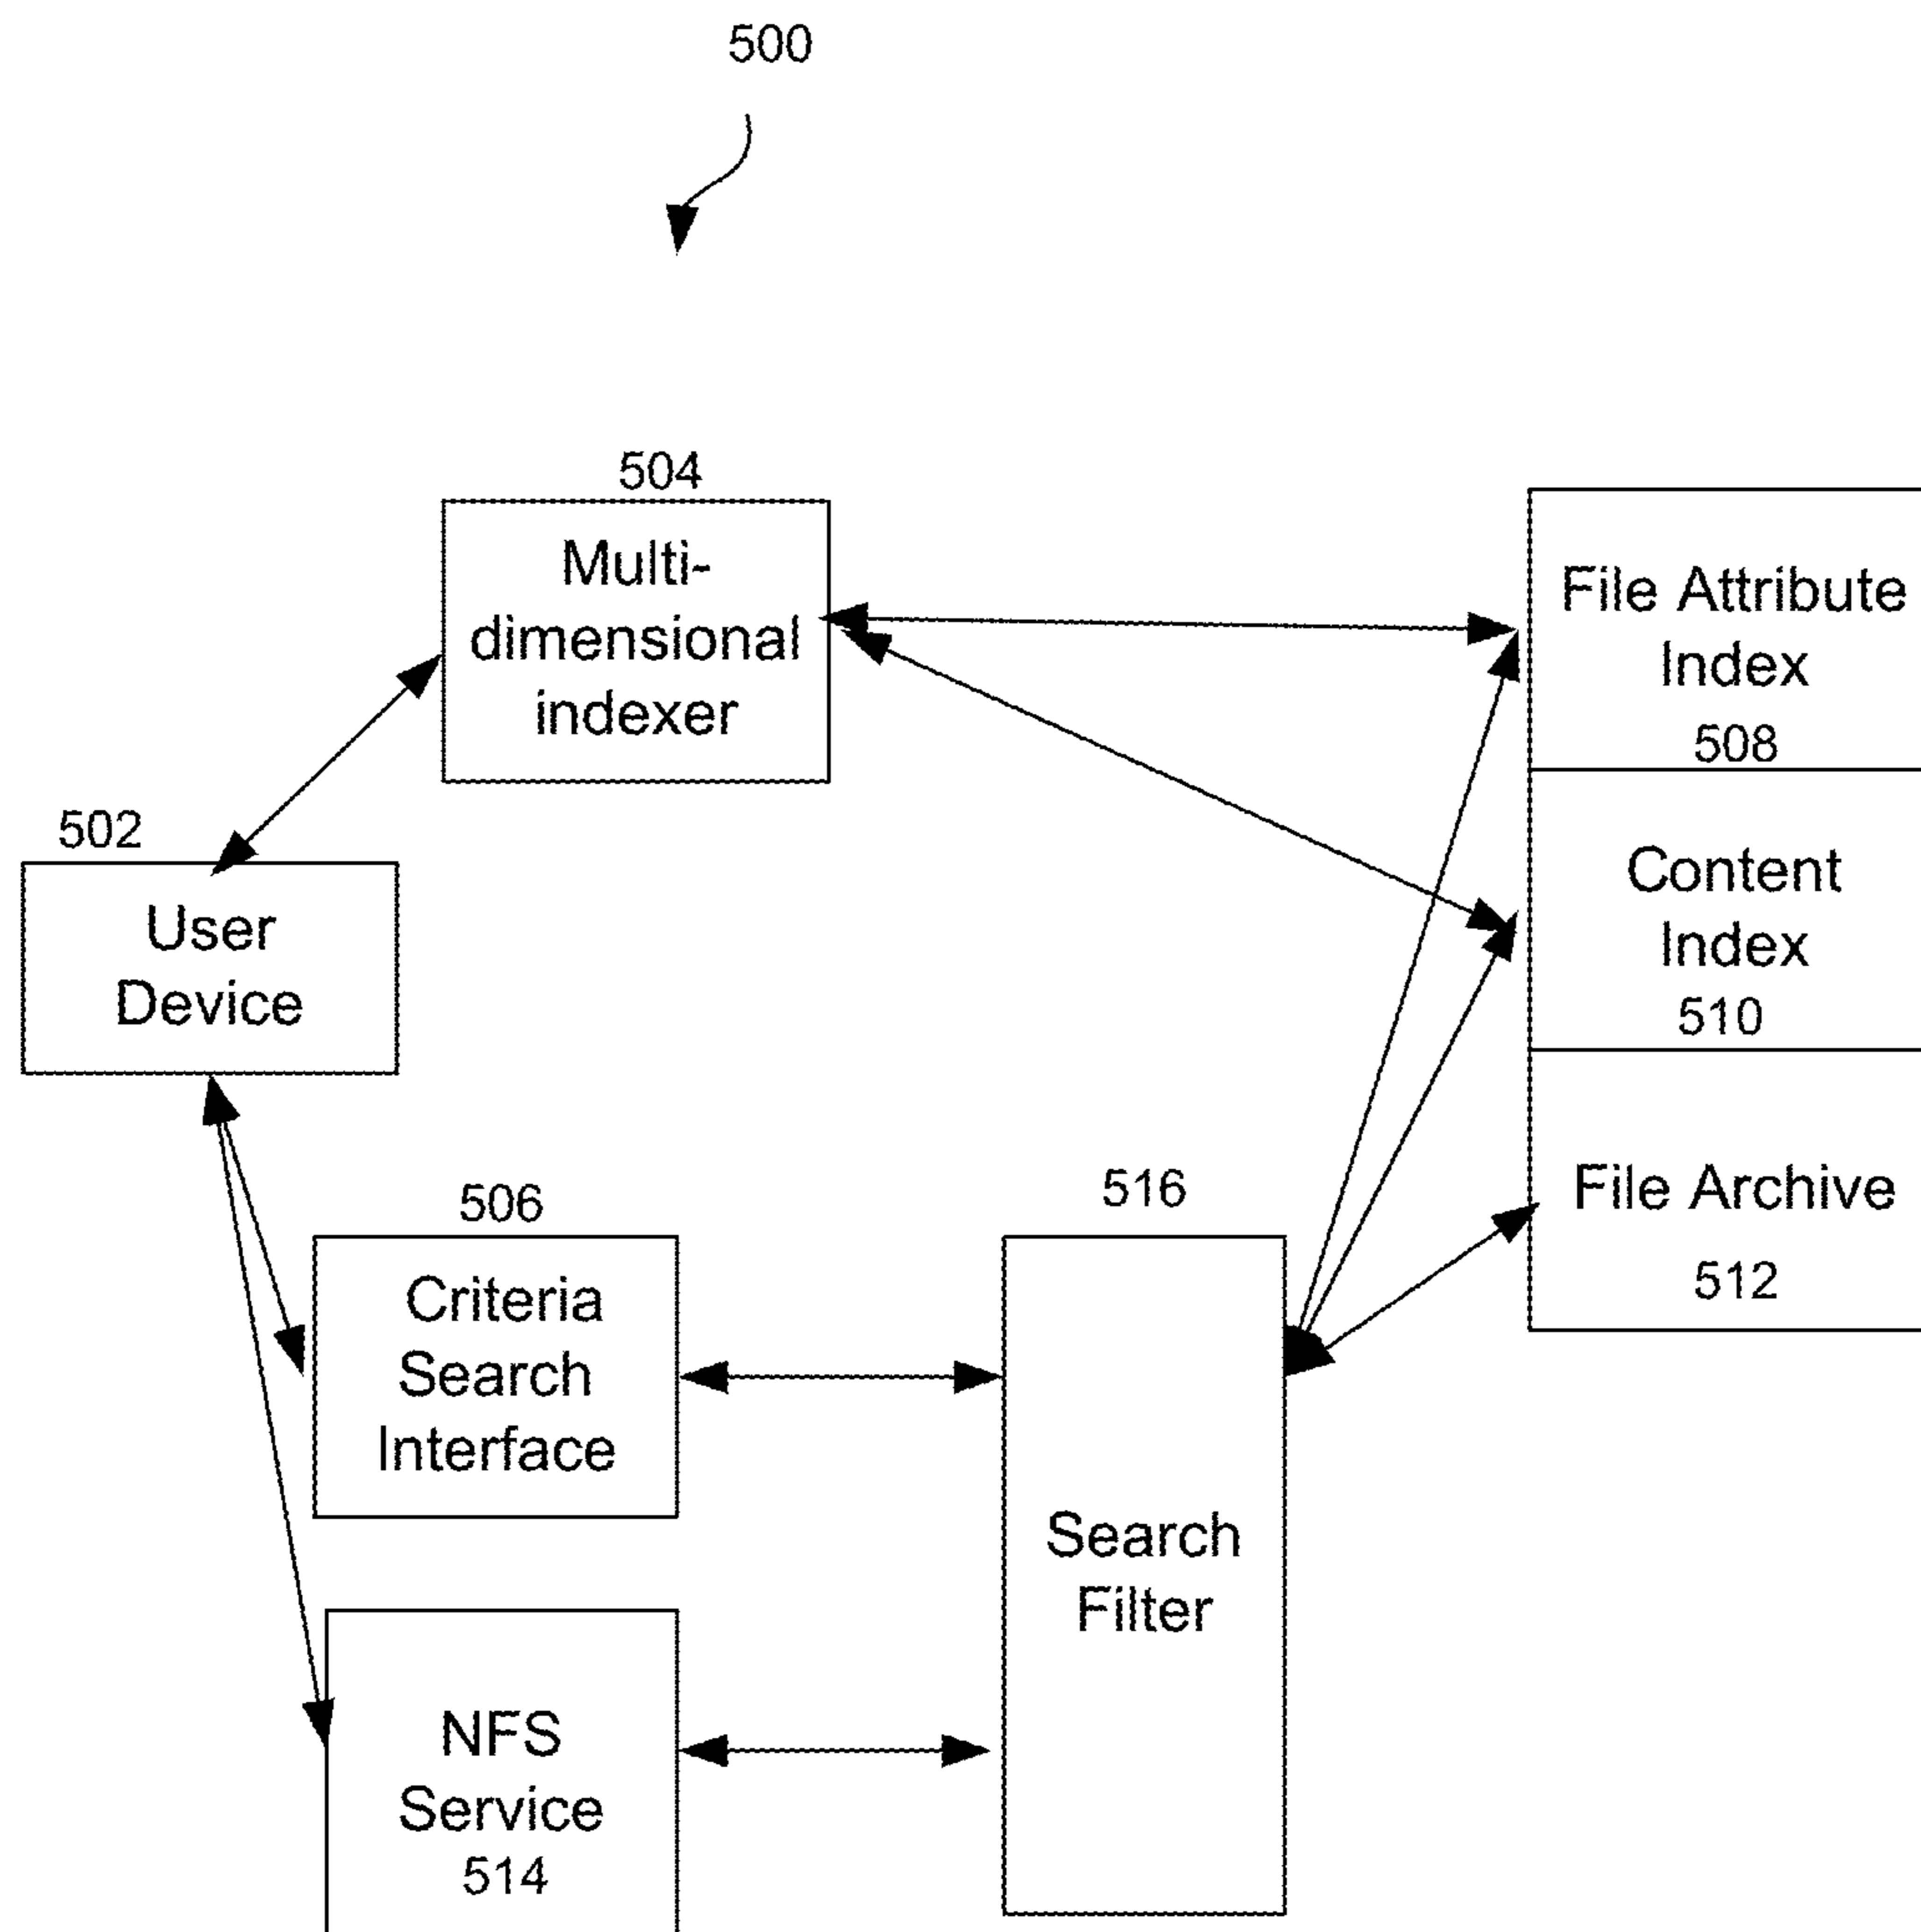 500
504
Multi-
dimensional
indexer
File Attribute
Index
508
502
User
Device
Content
Index
510
506
Criteria
Search
Interface
516
Search
Filter
File Archive
512
NFS
Service
514